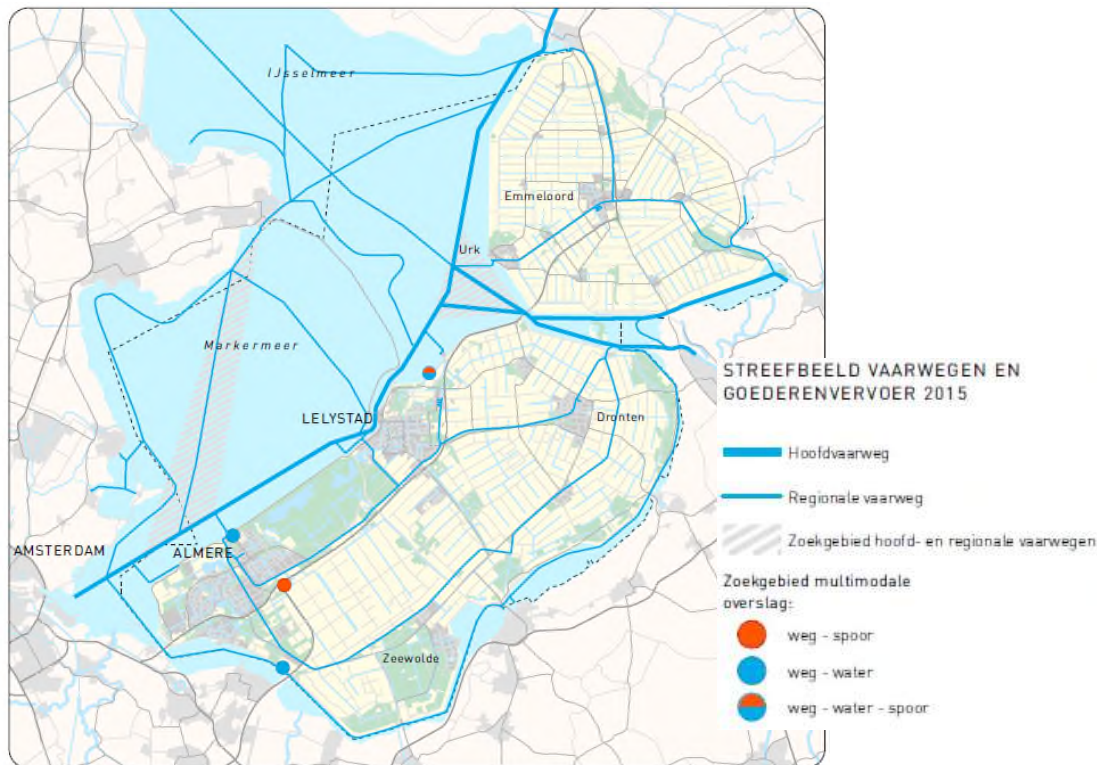 IJsselmeer
Emmeloord
Urk
Markermeer
LELYSTAD
Dronten
AMSTERDAM
ALMERE
Zeewolde
STREEFBEELD VAARWEGEN EN
GOEDERENVERVOER 2015
Hoofdvaarweg
Regionale vaarweg
Zoekgebied hoofd- en regionale vaarwegen
Zoekgebied multimodale
overslag:
weg - spoor
weg - water
weg - water - spoor